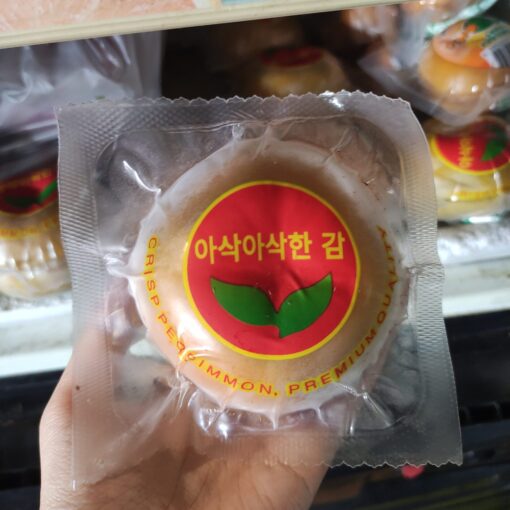 아삭아삭한 감
CRISP PERSIMMON, PREMIUM QUALITY